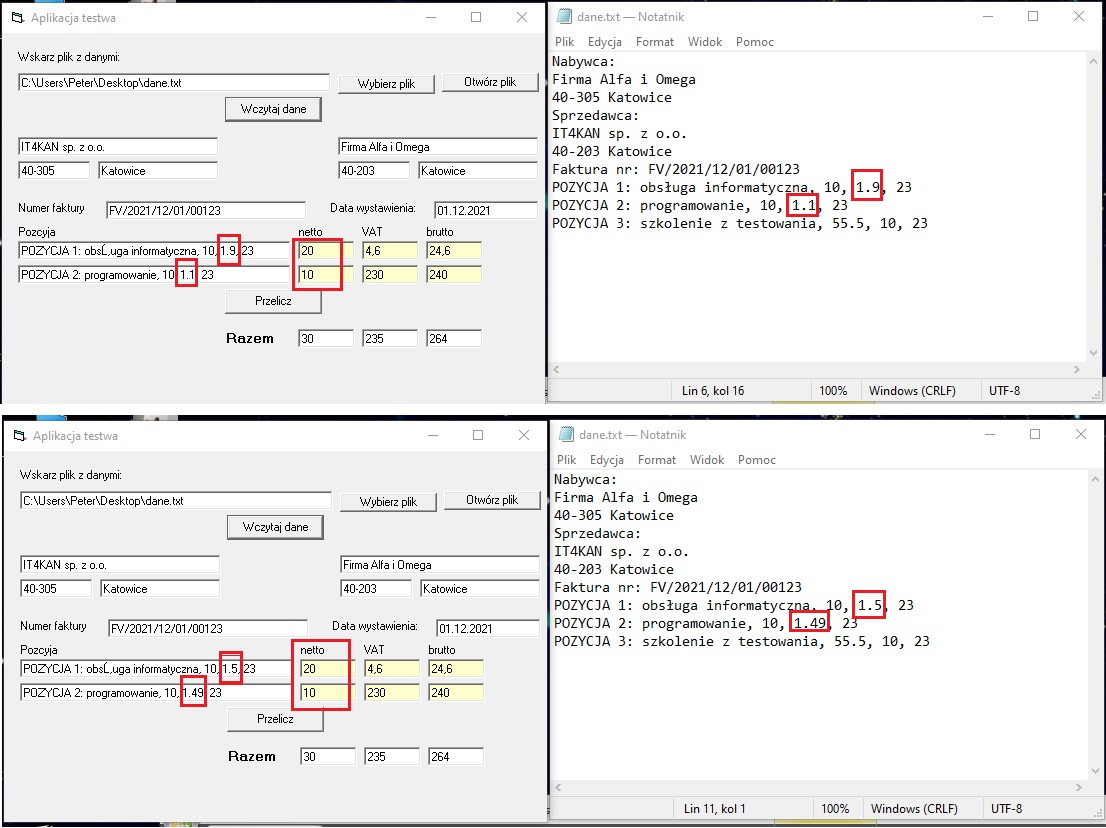 Aplikacja testwa
Wskarz plik z danymi:
C:\Users\Peter\Desktop\dane.txt
Wybierz plik
Otwórz plik
Wczytaj dane
IT4KAN sp. z o.o.
Firma Alfa i Omega
40-305
Katowice
40-203
Katowice
Numer faktury
FV/2021/12/01/00123
Data wystawienia:
01.12.2021
Pozycyja
netto
VAT
brutto
POZYCJA 1: obsĹ‚uga informatyczna, 10, 1.9, 23
20
4,6
24,6
POZYCJA 2: programowanie, 10, 1.1, 23
10
230
240
Przelicz
Razem
30
235
264
dane.txt — Notatnik
Plik Edycja Format Widok Pomoc
Nabywca:
Firma Alfa i Omega
40-305 Katowice
Sprzedawca:
IT4KAN sp. z o.o.
40-203 Katowice
Faktura nr: FV/2021/12/01/00123
POZYCJA 1: obsługa informatyczna, 10, 1.9, 23
POZYCJA 2: programowanie, 10, 1.1, 23
POZYCJA 3: szkolenie z testowania, 55.5, 10, 23
Lin 6, kol 16
100%
Windows (CRLF)
UTF-8
Aplikacja testwa
Wskarz plik z danymi:
C:\Users\Peter\Desktop\dane.txt
Wybierz plik
Otwórz plik
Wczytaj dane
IT4KAN sp. z o.o.
Firma Alfa i Omega
40-305
Katowice
40-203
Katowice
Numer faktury
FV/2021/12/01/00123
Data wystawienia:
01.12.2021
Pozycyja
netto
VAT
brutto
POZYCJA 1: obsĹ‚uga informatyczna, 10, 1.5, 23
20
4,6
24,6
POZYCJA 2: programowanie, 10, 1.49, 23
10
230
240
Przelicz
Razem
30
235
264
dane.txt — Notatnik
Plik Edycja Format Widok Pomoc
Nabywca:
Firma Alfa i Omega
40-305 Katowice
Sprzedawca:
IT4KAN sp. z o.o.
40-203 Katowice
Faktura nr: FV/2021/12/01/00123
POZYCJA 1: obsługa informatyczna, 10, 1.5, 23
POZYCJA 2: programowanie, 10, 1.49, 23
POZYCJA 3: szkolenie z testowania, 55.5, 10, 23
Lin 11, kol 1
100%
Windows (CRLF)
UTF-8